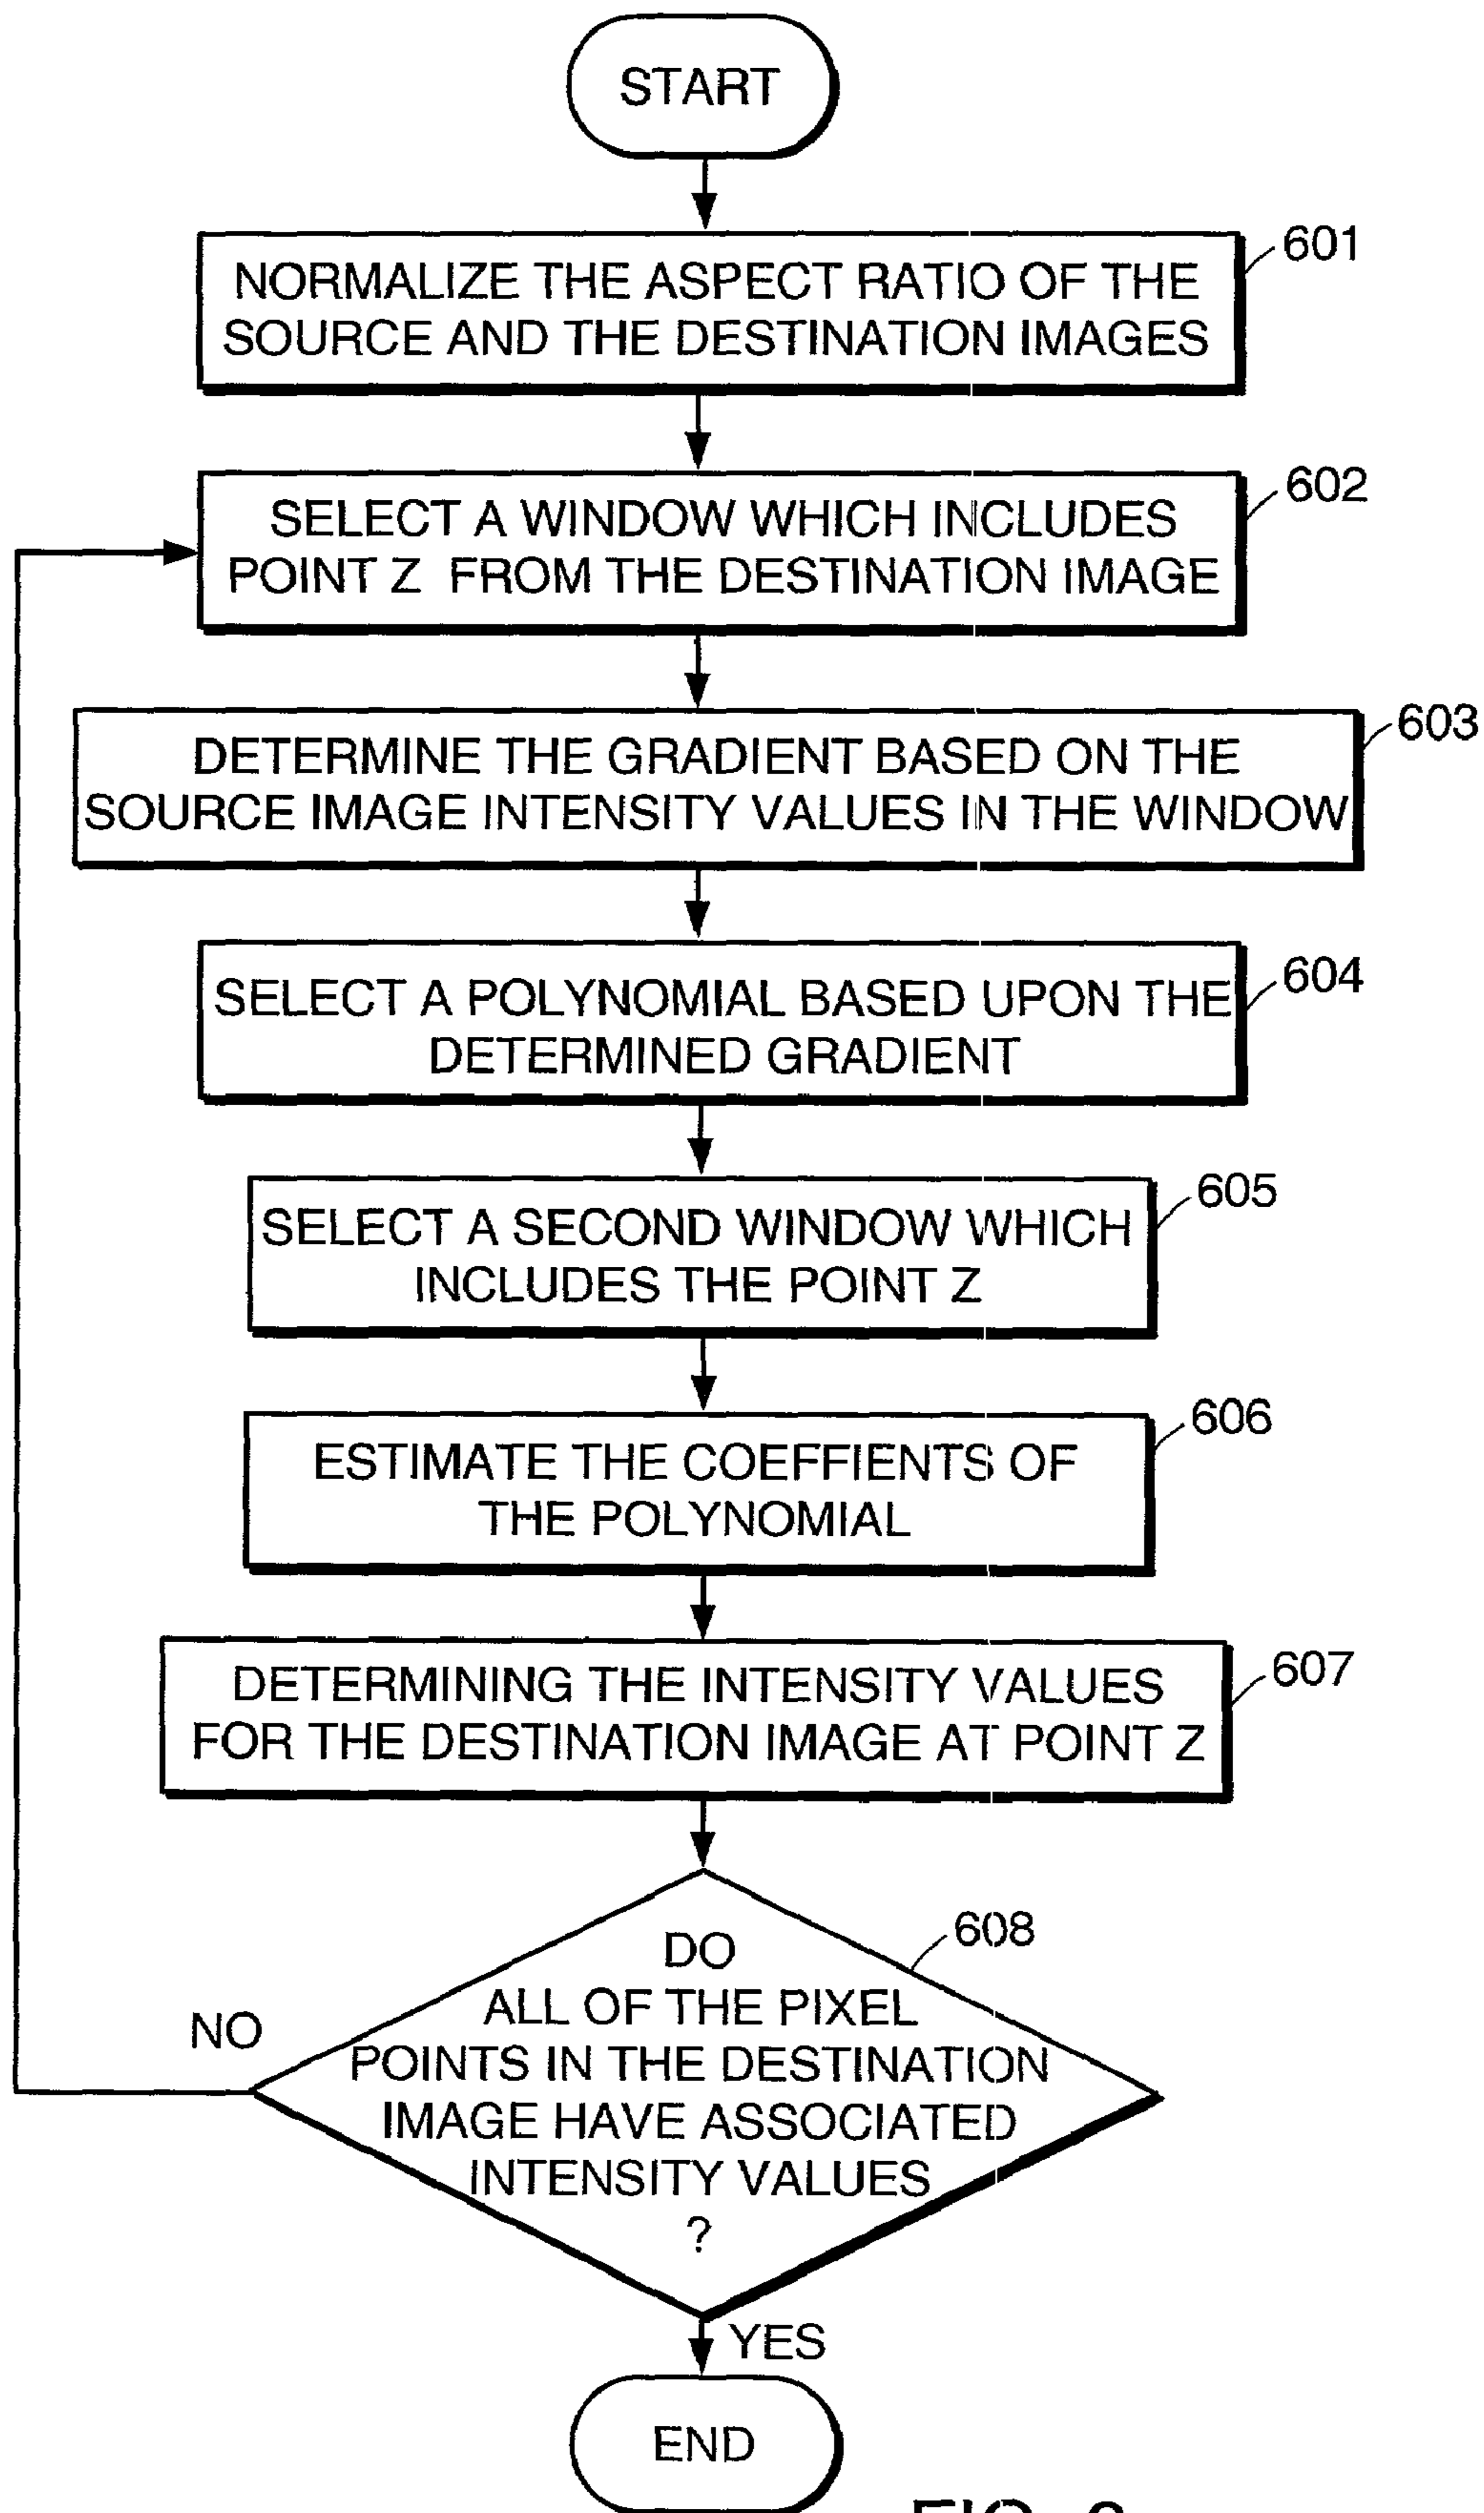 START
601
NORMALIZE THE ASPECT RATIO OF THE
SOURCE AND THE DESTINATION IMAGES
602
SELECT A WINDOW WHICH INCLUDES
POINT Z FROM THE DESTINATION IMAGE
603
DETERMINE THE GRADIENT BASED ON THE
SOURCE IMAGE INTENSITY VALUES IN THE WINDOW
604
SELECT A POLYNOMIAL BASED UPON THE
DETERMINED GRADIENT
605
SELECT A SECOND WINDOW WHICH
INCLUDES THE POINT Z
606
ESTIMATE THE COEFFIENTS OF
THE POLYNOMIAL
607
DETERMINING THE INTENSITY VALUES
FOR THE DESTINATION IMAGE AT POINT Z
608
DO
ALL OF THE PIXEL
POINTS IN THE DESTINATION
IMAGE HAVE ASSOCIATED
INTENSITY VALUES
?
NO
YES
END